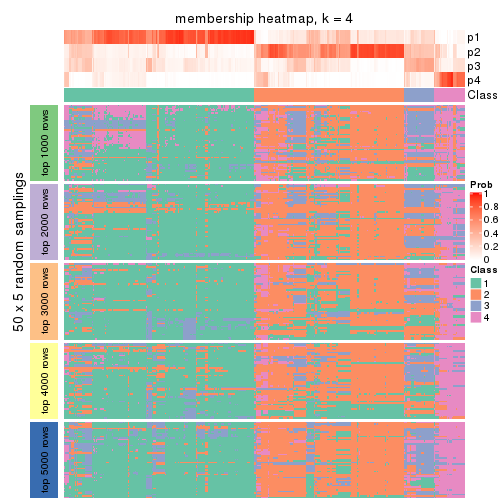 membership heatmap, k = 4
p1
p2
p3
p4
Class
50 x 5 random samplings
top 1000 rows
top 2000 rows
top 3000 rows
top 4000 rows
top 5000 rows
Prob
1
0.8
0.6
0.4
0.2
0
Class
1
2
3
4